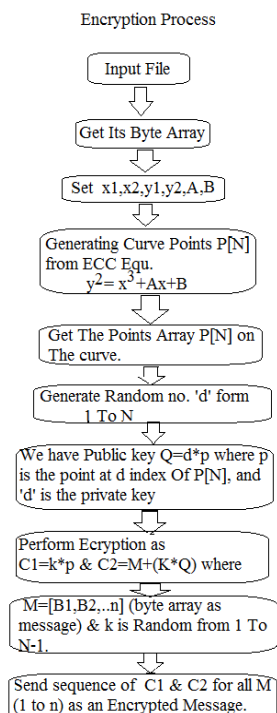 Encryption Process
Input File
Get Its Byte Array
Set x1,x2,y1,y2,A,B
Generating Curve Points P[N]
from ECC Equ.
y²= x³+Ax+B
Get The Points Array P[N] on
The curve.
Generate Random no. 'd' form
1 To N
We have Public key Q=d*p where p
is the point at d index Of P[N], and
'd' is the private key
Perform Ecryption as
C1=k*p & C2=M+(K*Q) where
M=[B1,B2,..n] (byte array as
message) & k is Random from 1 To
N-1.
Send sequence of C1 & C2 for all M
(1 to n) as an Encrypted Message.